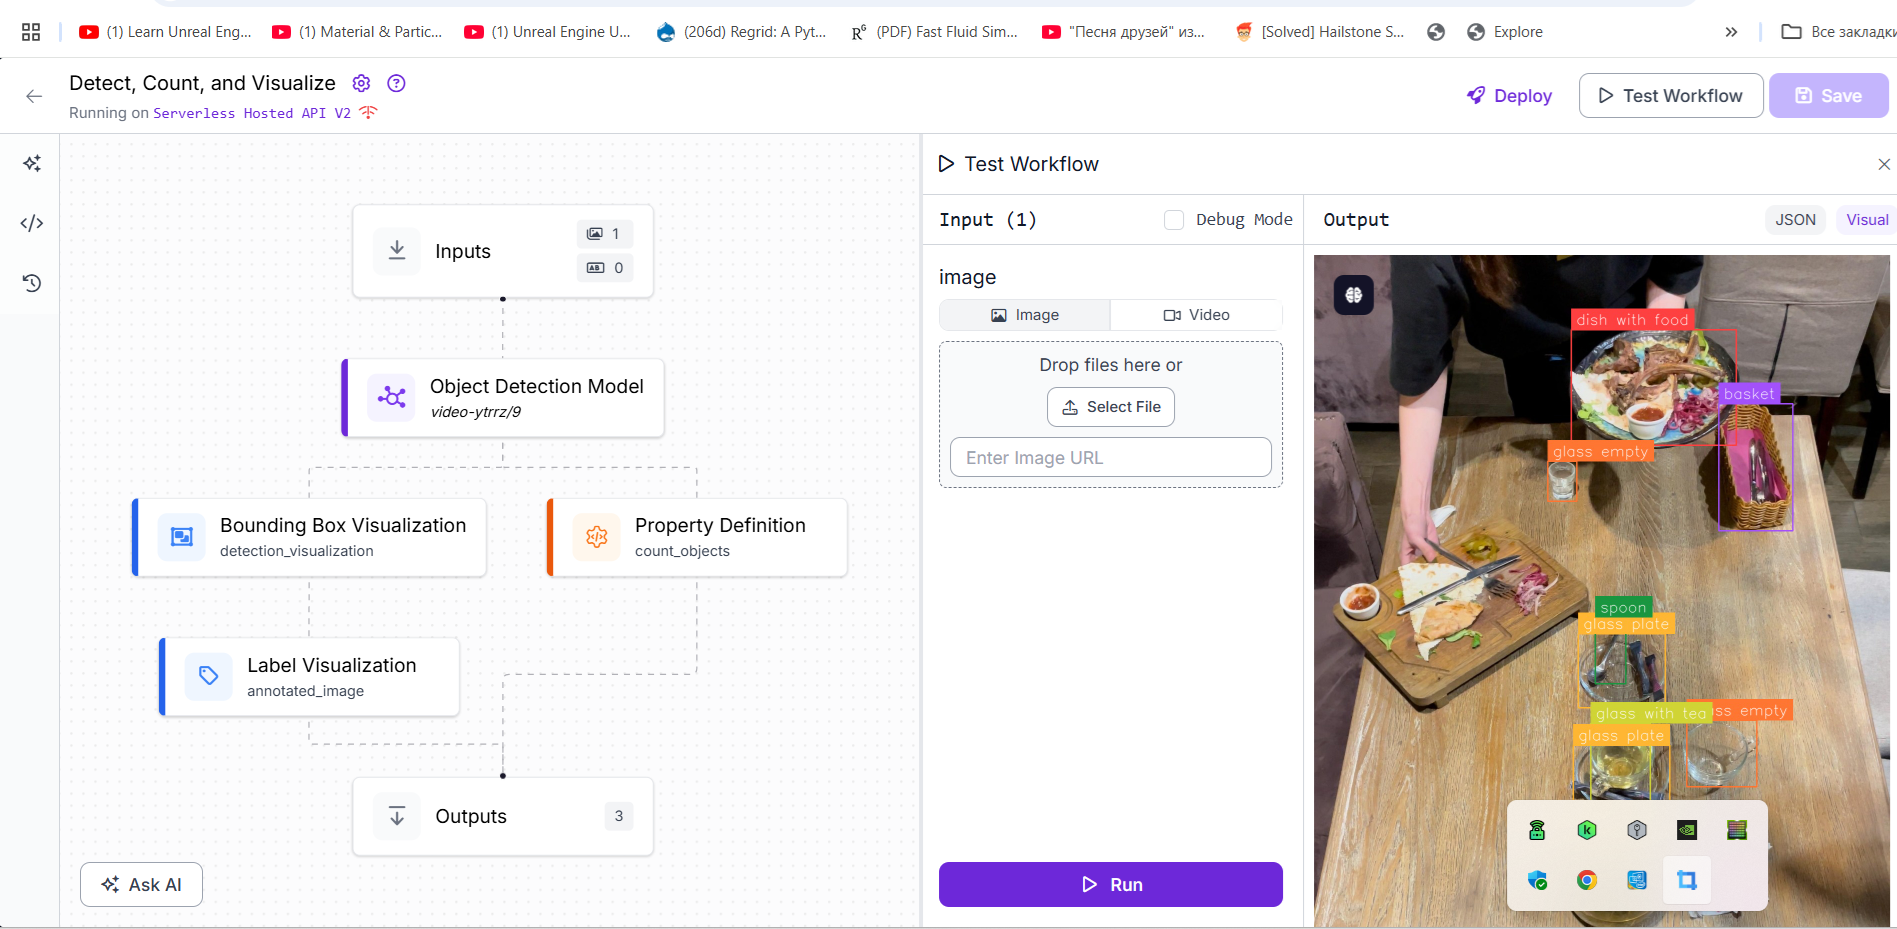 (1) Learn Unreal Eng...
(1) Material & Partic...
(1) Unreal Engine U...
(206d) Regrid: A Pyt...
R^G
(PDF) Fast Fluid Sim...
"Песня друзей" из...
[Solved] Hailstone S...
Explore
»
Все закладки
Detect, Count, and Visualize
Running on Serverless Hosted API V2
Deploy
Test Workflow
Save
Test Workflow
Input (1)
Debug Mode
Output
JSON
Visual
Inputs
1
AB 0
Object Detection Model
video-ytrrz/9
Bounding Box Visualization
detection_visualization
Property Definition
count_objects
Label Visualization
annotated_image
Outputs
3
Ask AI
image
Image
Video
Drop files here or
Select File
Enter Image URL
Run
dish with food
basket
glass empty
spoon
glass plate
glass with tea
ss empty
glass plate
k